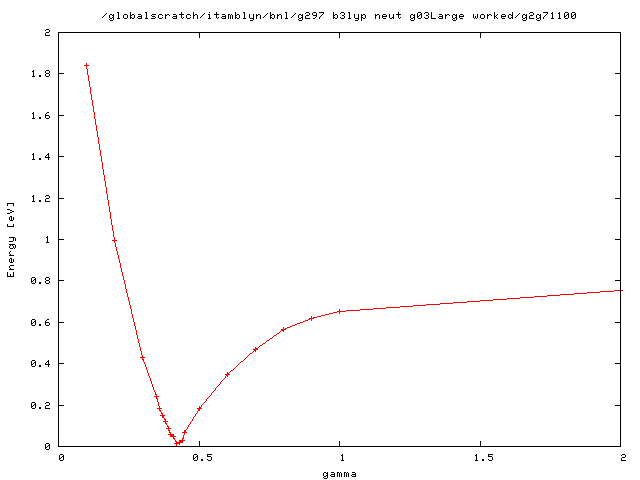 /globalscratch/itamblyn/bnl/g297 b3lyp neut g03Large worked/g2g71100
2
1.8
1.6
1.4
1.2
1
0.8
0.6
0.4
0.2
0
Energy [eV]
0 0.5 1 1.5 2
gamma